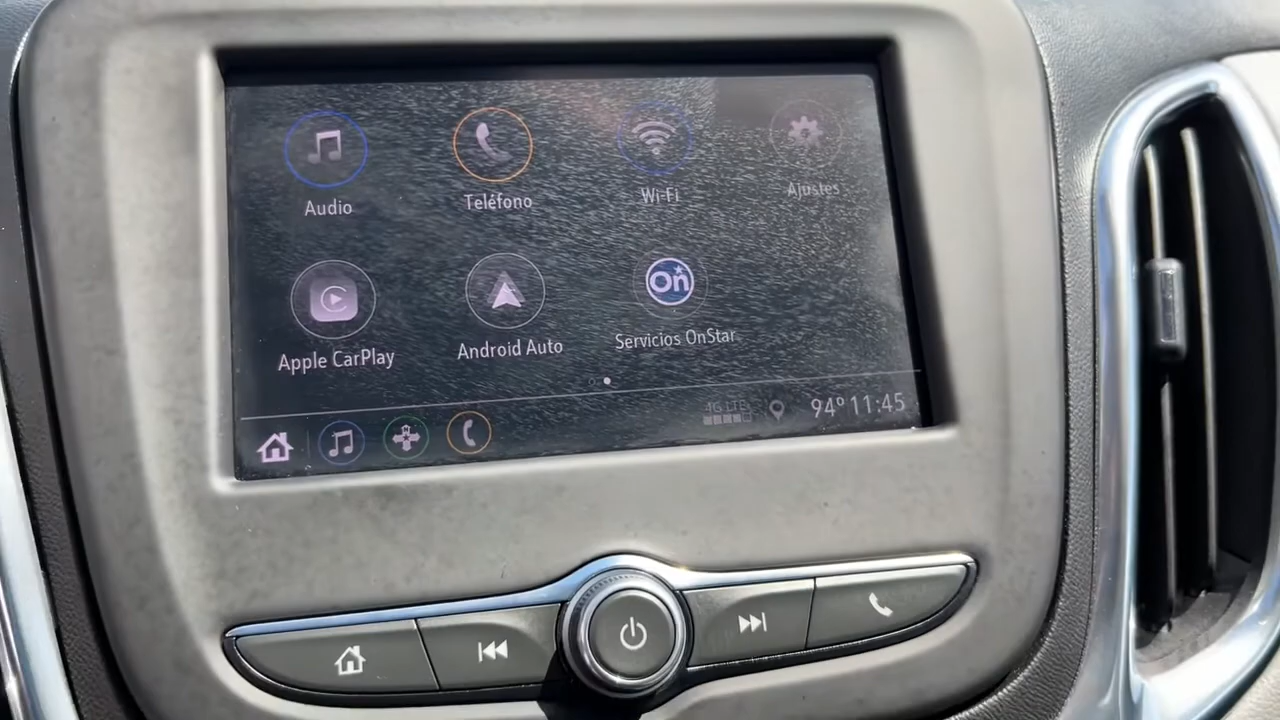 Audio
Teléfono
Wi-Fi
Ajustes
Apple CarPlay
Android Auto
On
Servicios OnStar
4G LTE
94° 11:45